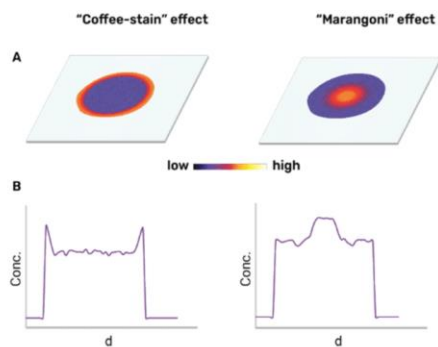 "Coffee-stain" effect
"Marangoni" effect
A
low high
B
Conc.
d
Conc.
d